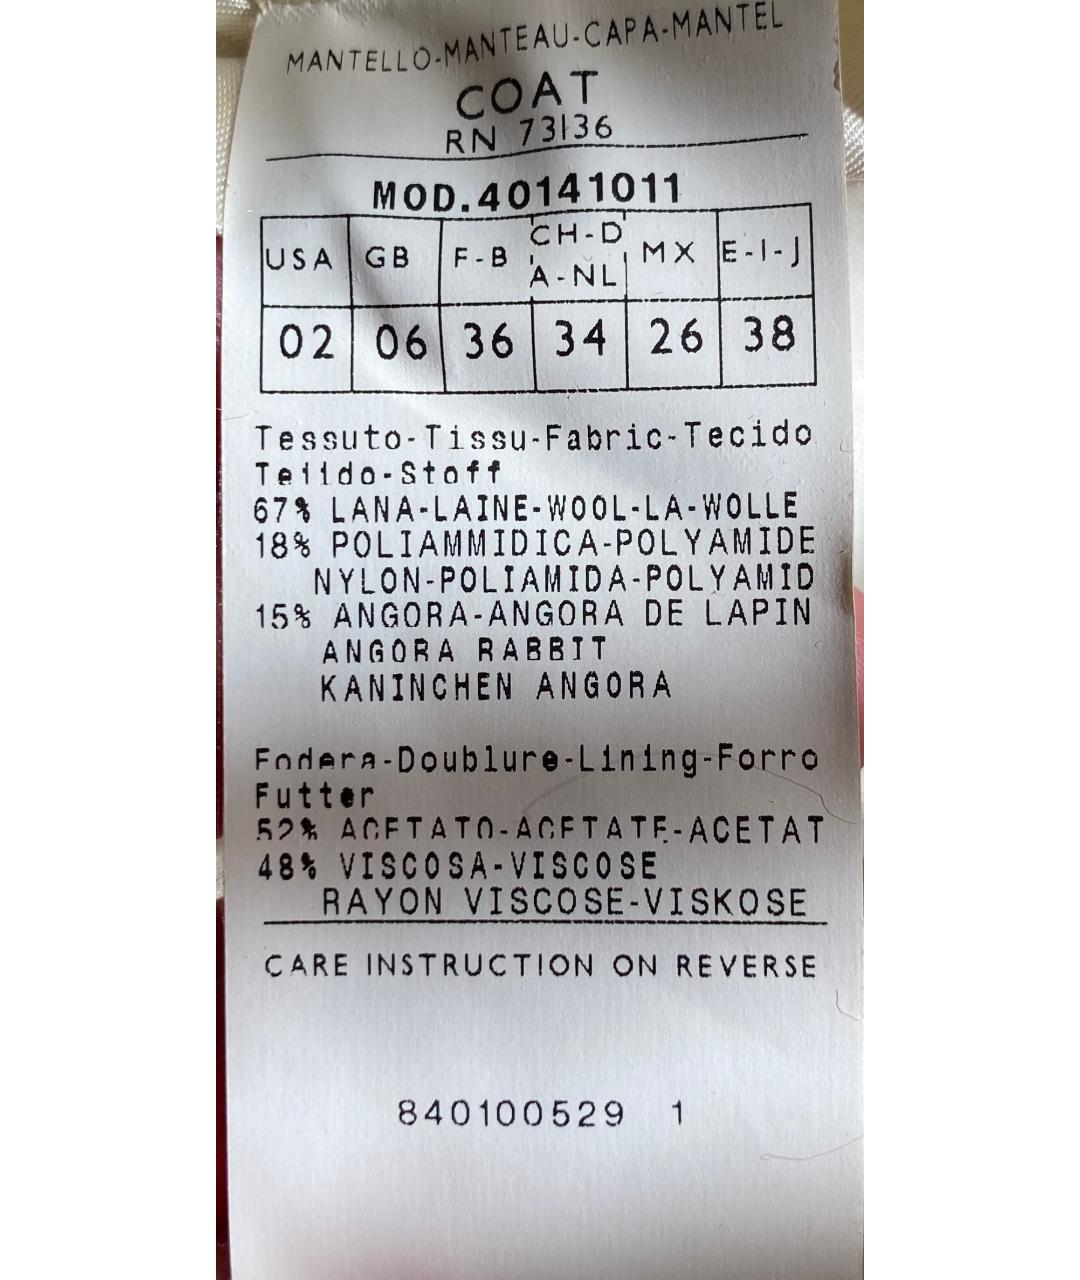 MANTELLO-MANTEAU-CAPA-MANTEL
COAT
RN 73136
MOD.40141011
USA GB F-B CH-D A-NL MX E-I-J
02 06 36 34 26 38
Tessuto-Tissu-Fabric-Tecido
Tejido-Stoff
67% LANA-LAINE-WOOL-LA-WOLLE
18% POLIAMMIDICA-POLYAMIDE
NYLON-POLIAMIDA-POLYAMID
15% ANGORA-ANGORA DE LAPIN
ANGORA RABBIT
KANINCHEN ANGORA
Fodera-Doublure-Lining-Forro
Futter
52% ACETATO-ACETATE-ACETAT
48% VISCOSA-VISCOSE
RAYON VISCOSE-VISKOSE
CARE INSTRUCTION ON REVERSE
840100529 1